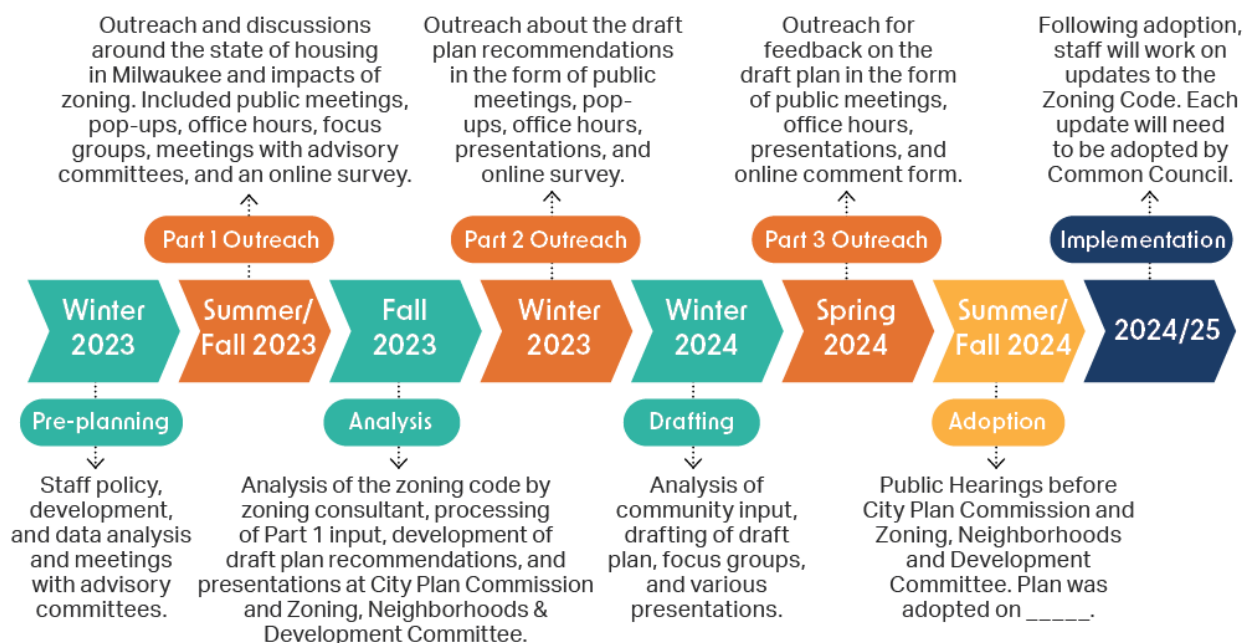 Outreach and discussions
around the state of housing
in Milwaukee and impacts of
zoning. Included public meetings,
pop-ups, office hours, focus
groups, meetings with advisory
committees, and an online survey.
Outreach about the draft
plan recommendations
in the form of public
meetings, pop-
ups, office hours,
presentations, and
online survey.
Outreach for
feedback on the
draft plan in the form
of public meetings,
office hours,
presentations, and
online comment form.
Following adoption,
staff will work on
updates to the
Zoning Code. Each
update will need
to be adopted by
Common Council.
Part 1 Outreach
Part 2 Outreach
Part 3 Outreach
Implementation
Winter
2023
Summer/
Fall 2023
Fall
2023
Winter
2023
Winter
2024
Spring
2024
Summer/
Fall 2024
2024/25
Pre-planning
Analysis
Drafting
Adoption
Staff policy,
development,
and data analysis
and meetings
with advisory
committees.
Analysis of the zoning code by
zoning consultant, processing
of Part 1 input, development of
draft plan recommendations, and
presentations at City Plan Commission
and Zoning, Neighborhoods &
Development Committee.
Analysis of
community input,
drafting of draft
plan, focus groups,
and various
presentations.
Public Hearings before
City Plan Commission and
Zoning, Neighborhoods
and Development
Committee. Plan was
adopted on _____.